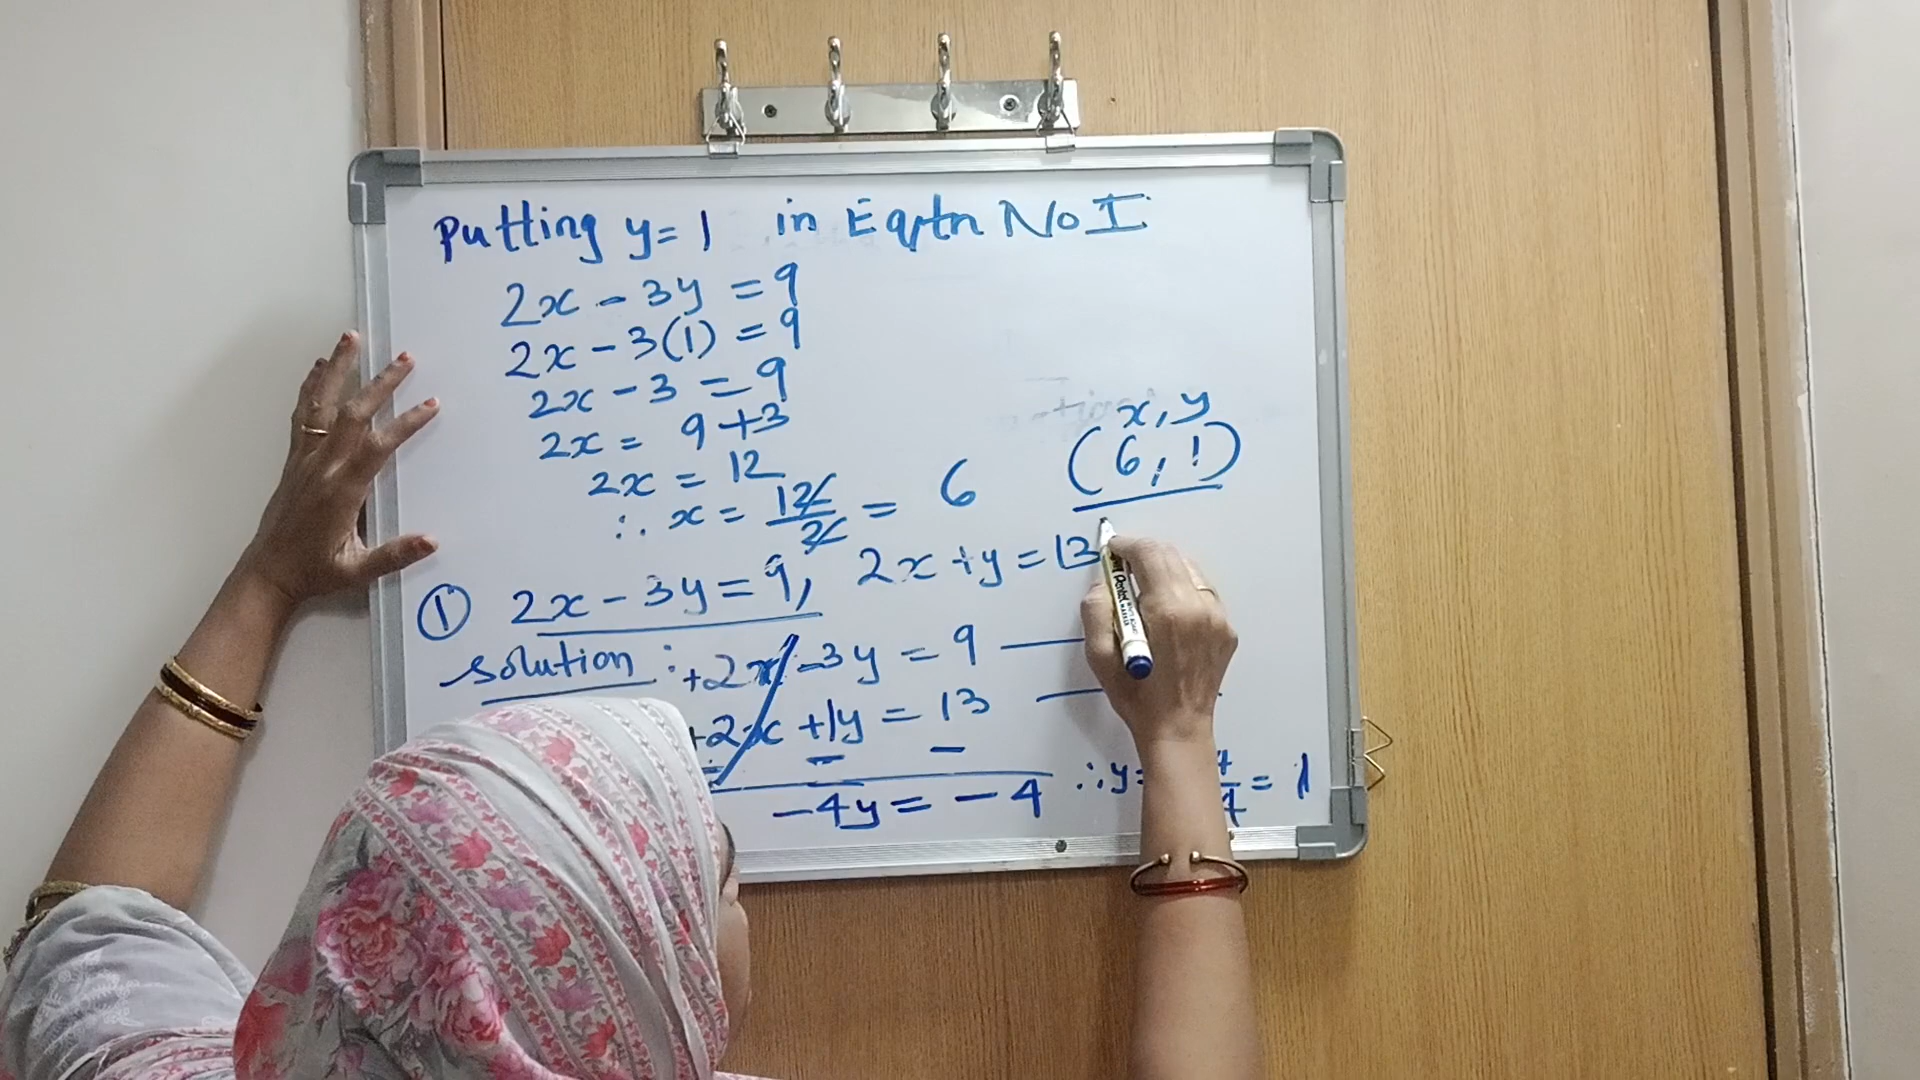 Putting y=1 in Eqtn No I
2x - 3y = 9
2x - 3(1) = 9
2x - 3 = 9
2x = 9+3
2x = 12
∴ x = 12/2 = 6
x, y
(6, 1)
① 2x - 3y = 9, 2x + y = 13
Solution : +2x - 3y = 9
+2x + 1y = 13
- - -
-4y = -4 ∴ y = 4/4 = 1